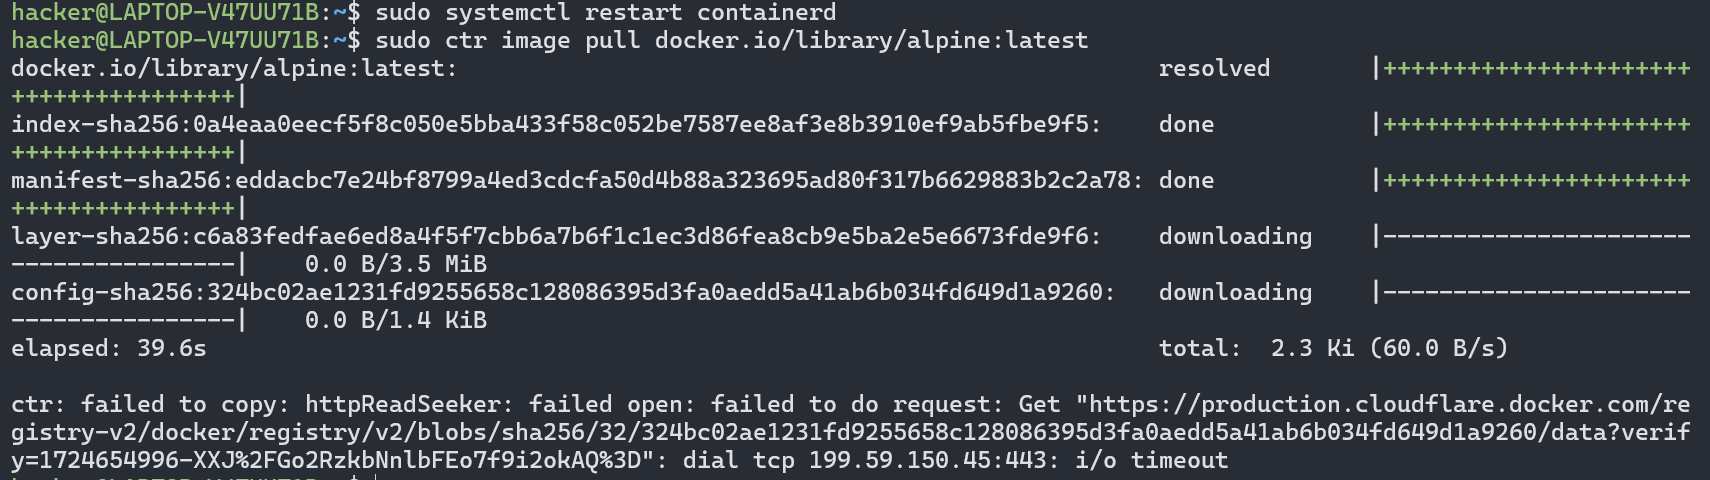 hacker@LAPTOP-V47UU71B:~$ sudo systemctl restart containerd
hacker@LAPTOP-V47UU71B:~$ sudo ctr image pull docker.io/library/alpine:latest
docker.io/library/alpine:latest: resolved |++++++++++++++++++++++
++++++++++++++++|
index-sha256:0a4eaa0eecf5f8c050e5bba433f58c052be7587ee8af3e8b3910ef9ab5fbe9f5: done |++++++++++++++++++++++
++++++++++++++++|
manifest-sha256:eddacbc7e24bf8799a4ed3cdcfa50d4b88a323695ad80f317b6629883b2c2a78: done |++++++++++++++++++++++
++++++++++++++++|
layer-sha256:c6a83fedfae6ed8a4f5f7cbb6a7b6f1c1ec3d86fea8cb9e5ba2e5e6673fde9f6: downloading |----------------------
----------------| 0.0 B/3.5 MiB
config-sha256:324bc02ae1231fd9255658c128086395d3fa0aedd5a41ab6b034fd649d1a9260: downloading |----------------------
----------------| 0.0 B/1.4 KiB
elapsed: 39.6s total: 2.3 Ki (60.0 B/s)
ctr: failed to copy: httpReadSeeker: failed open: failed to do request: Get "https://production.cloudflare.docker.com/re
gistry-v2/docker/registry/v2/blobs/sha256/32/324bc02ae1231fd9255658c128086395d3fa0aedd5a41ab6b034fd649d1a9260/data?verif
y=1724654996-XXJ%2FGo2RzkbNnlbFEo7f9i2okAQ%3D": dial tcp 199.59.150.45:443: i/o timeout